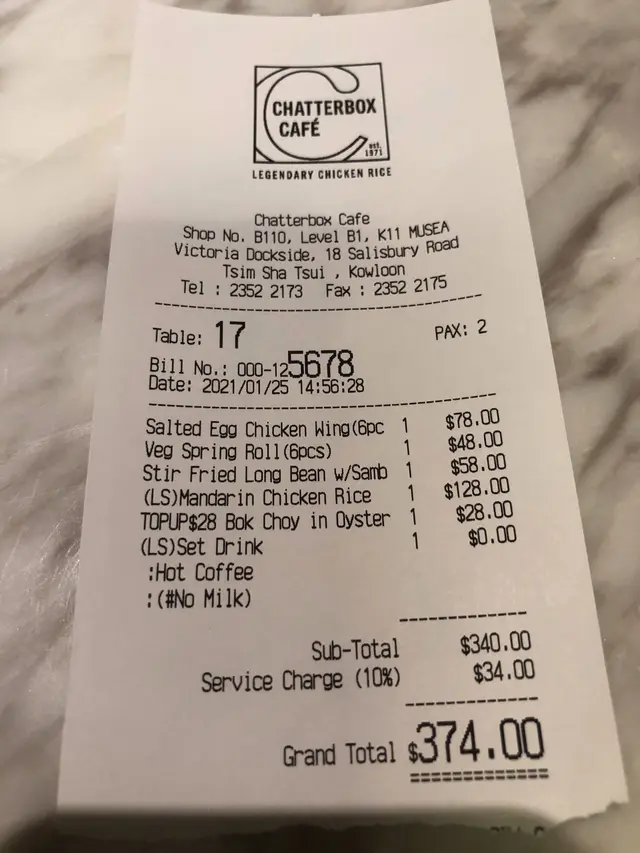 CHATTERBOX
CAFÉ
est.
1971
LEGENDARY CHICKEN RICE
Chatterbox Cafe
Shop No. B110, Level B1, K11 MUSEA
Victoria Dockside, 18 Salisbury Road
Tsim Sha Tsui , Kowloon
Tel : 2352 2173 Fax : 2352 2175
Table: 17 PAX: 2
Bill No.: 000-125678
Date: 2021/01/25 14:56:28
Salted Egg Chicken Wing(6pc 1 $78.00
Veg Spring Roll(6pcs) 1 $48.00
Stir Fried Long Bean w/Samb 1 $58.00
(LS)Mandarin Chicken Rice 1 $128.00
TOPUP$28 Bok Choy in Oyster 1 $28.00
(LS)Set Drink 1 $0.00
:Hot Coffee
:(#No Milk)
Sub-Total $340.00
Service Charge (10%) $34.00
Grand Total $374.00